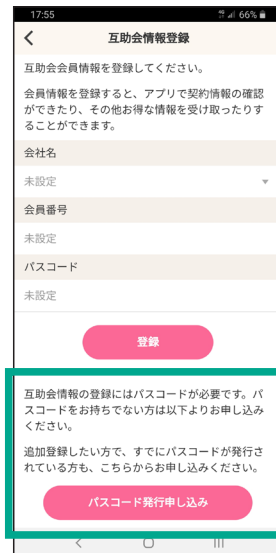 17:55
66%
互助会情報登録
互助会会員情報を登録してください。
会員情報を登録すると、アプリで契約情報の確認
ができたり、その他お得な情報を受け取ったりす
ることができます。
会社名
未設定
会員番号
未設定
パスコード
未設定
登録
互助会情報の登録にはパスコードが必要です。パ
スコードをお持ちでない方は以下よりお申し込み
ください。
追加登録したい方で、すでにパスコードが発行さ
れている方も、こちらからお申し込みください。
パスコード発行申し込み